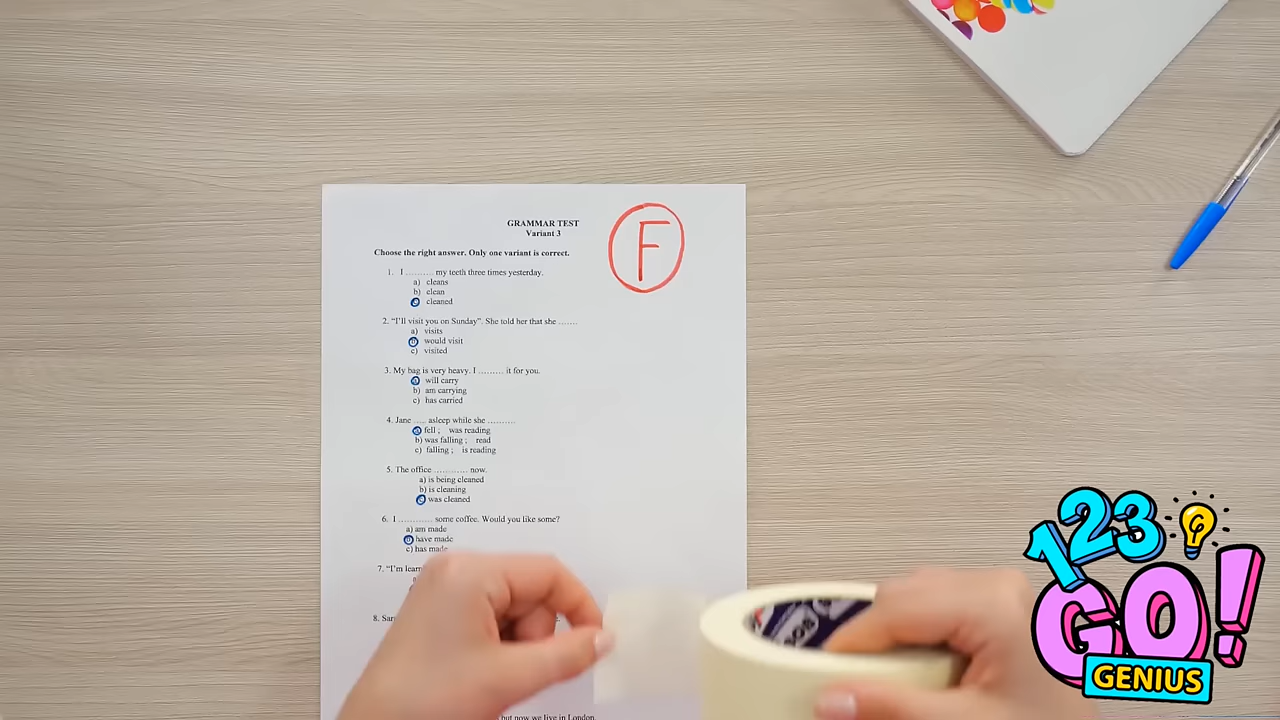 GRAMMAR TEST
Variant 3
F
Choose the right answer. Only one variant is correct.
1. I .......... my teeth three times yesterday.
a) cleans
b) clean
cleaned
2. “I'll visit you on Sunday”. She told her that she .......
a) visits
would visit
c) visited
3. My bag is very heavy. I ......... it for you.
will carry
b) am carrying
c) has carried
4. Jane .... asleep while she ..........
fell ; was reading
b) was falling ; read
c) falling ; is reading
5. The office ............ now.
a) is being cleaned
b) is cleaning
was cleaned
6. I ............ some coffee. Would you like some?
a) am made
have made
c) has made
7. “I'm
8.
but now we live in London.
123
GO!
GENIUS